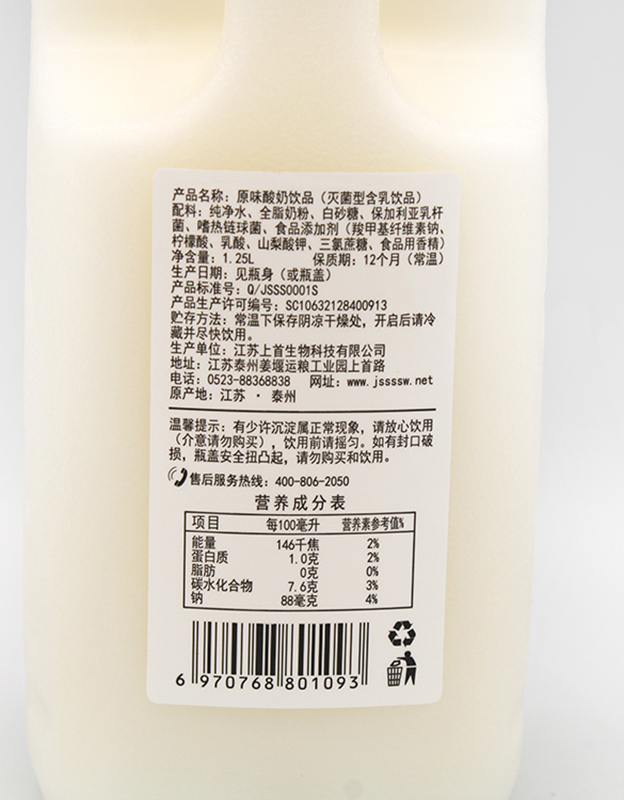 产品名称：原味酸奶饮品（灭菌型含乳饮品）
配料：纯净水、全脂奶粉、白砂糖、保加利亚乳杆
菌、嗜热链球菌、食品添加剂（羧甲基纤维素钠、
柠檬酸、乳酸、山梨酸钾、三氯蔗糖、食品用香精）
净含量：1.25L 保质期：12个月（常温）
生产日期：见瓶身（或瓶盖）
产品标准号：Q/JSSS0001S
产品生产许可编号：SC10632128400913
贮存方法：常温下保存阴凉干燥处，开启后请冷
藏并尽快饮用。
生产单位：江苏上首生物科技有限公司
地址：江苏泰州姜堰运粮工业园上首路
电话：0523-88368838 网址：www.jssssw.net
原产地：江苏 · 泰州
温馨提示：有少许沉淀属正常现象，请放心饮用
（介意请勿购买），饮用前请摇匀。如有封口破
损，瓶盖安全扭凸起，请勿购买和饮用。
售后服务热线：400-806-2050
营养成分表
项目 每100毫升 营养素参考值%
能量 146千焦 2%
蛋白质 1.0克 2%
脂肪 0克 0%
碳水化合物 7.6克 3%
钠 88毫克 4%
6 970768 801093